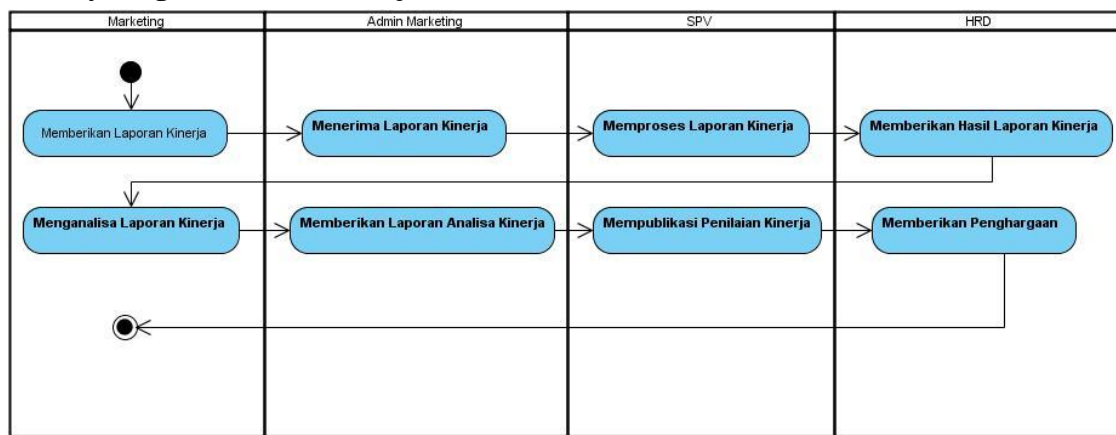 Marketing
Admin Marketing
SPV
HRD
Memberikan Laporan Kinerja
Menerima Laporan Kinerja
Memproses Laporan Kinerja
Memberikan Hasil Laporan Kinerja
Menganalisa Laporan Kinerja
Memberikan Laporan Analisa Kinerja
Mempublikasi Penilaian Kinerja
Memberikan Penghargaan